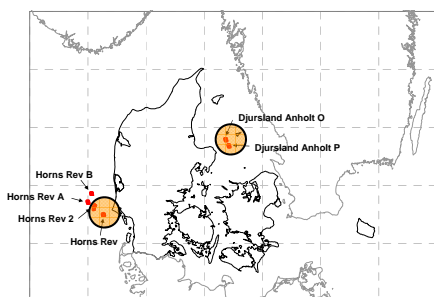 Djursland Anholt O
Djursland Anholt P
Horns Rev B
Horns Rev A
Horns Rev 2
Horns Rev